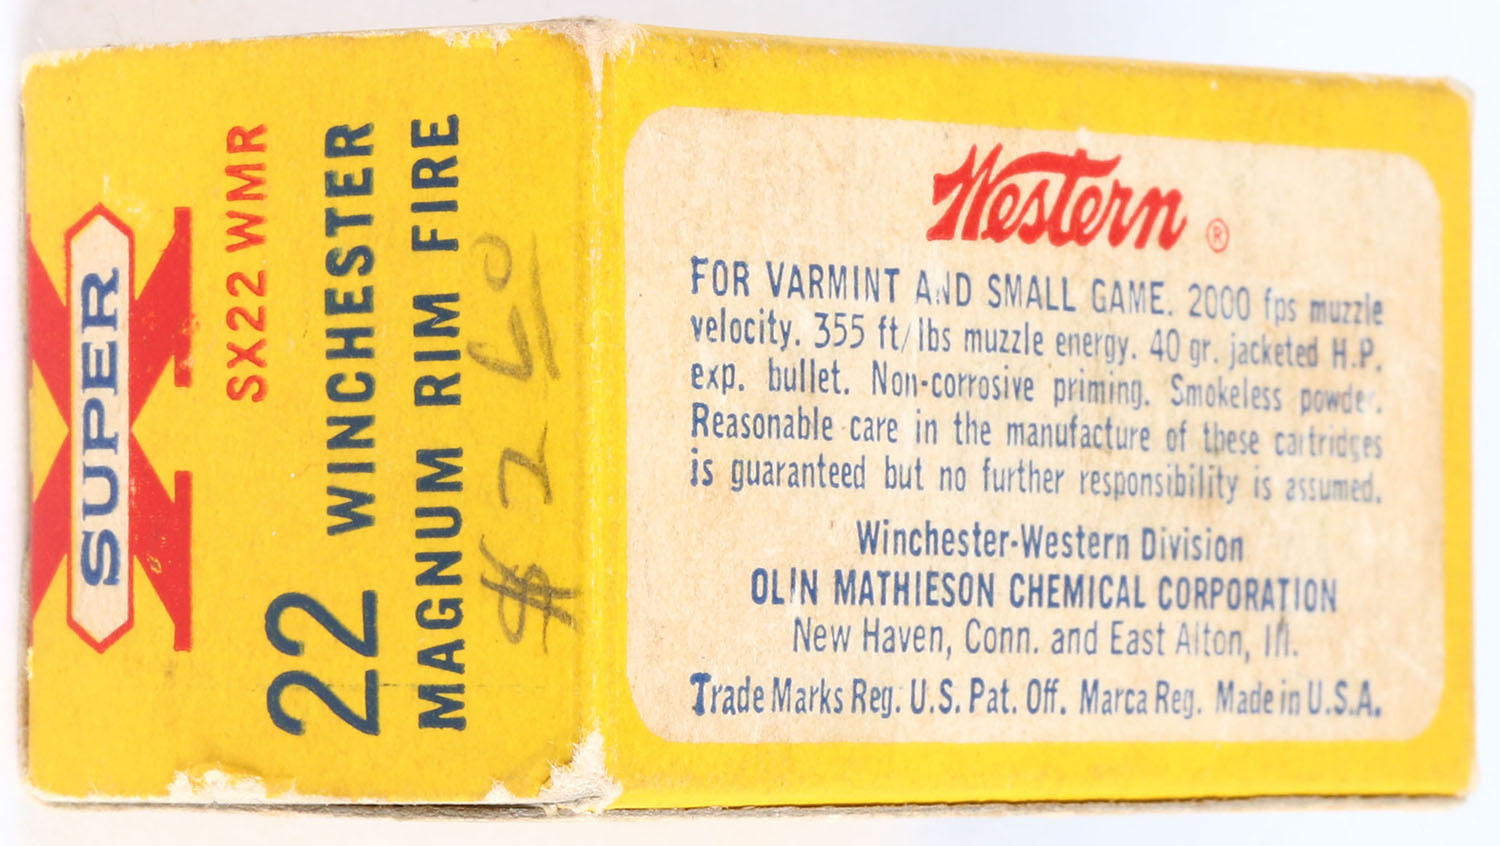 SUPER X
SX22 WMR
22 WINCHESTER
MAGNUM RIM FIRE
Western ®
FOR VARMINT AND SMALL GAME. 2000 fps muzzle
velocity. 355 ft/lbs muzzle energy. 40 gr. jacketed H.P.
exp. bullet. Non-corrosive priming. Smokeless powder.
Reasonable care in the manufacture of these cartridges
is guaranteed but no further responsibility is assumed.
Winchester-Western Division
OLIN MATHIESON CHEMICAL CORPORATION
New Haven, Conn. and East Alton, Ill.
Trade Marks Reg. U.S. Pat. Off. Marca Reg. Made in U.S.A.